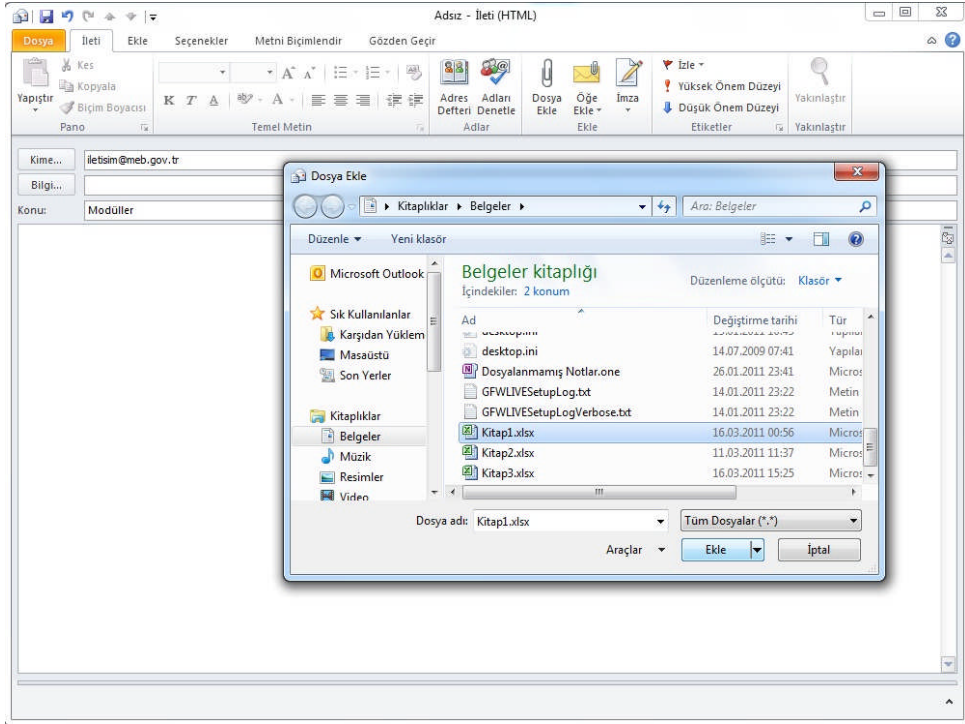 Adsız - İleti (HTML)
Dosya İleti Ekle Seçenekler Metni Biçimlendir Gözden Geçir
Yapıştır
Kes
Kopyala
Biçim Boyacısı
Pano
K T A
Temel Metin
Adres Defteri
Adları Denetle
Adlar
Dosya Ekle
Öğe Ekle
İmza
Ekle
İzle
Yüksek Önem Düzeyi
Düşük Önem Düzeyi
Etiketler
Yakınlaştır
Yakınlaştır
Kime... iletisim@meb.gov.tr
Bilgi...
Konu: Modüller
Dosya Ekle
Kitaplıklar Belgeler
Ara: Belgeler
Düzenle Yeni klasör
Microsoft Outlook
Sık Kullanılanlar
Karşıdan Yüklem
Masaüstü
Son Yerler
Kitaplıklar
Belgeler
Müzik
Resimler
Video
Belgeler kitaplığı
İçindekiler: 2 konum
Düzenleme ölçütü: Klasör
Ad Değiştirme tarihi Tür
desktop.ini
desktop.ini 14.07.2009 07:41 Yapılaı
Dosyalanmamış Notlar.one 26.01.2011 23:41 Micros
GFWLIVESetupLog.txt 14.01.2011 23:22 Metin
GFWLIVESetupLogVerbose.txt 14.01.2011 23:22 Metin
Kitap1.xlsx 16.03.2011 00:56 Micros
Kitap2.xlsx 11.03.2011 11:37 Micros
Kitap3.xlsx 16.03.2011 15:25 Micros
Dosya adı: Kitap1.xlsx Tüm Dosyalar (*.*)
Araçlar Ekle İptal